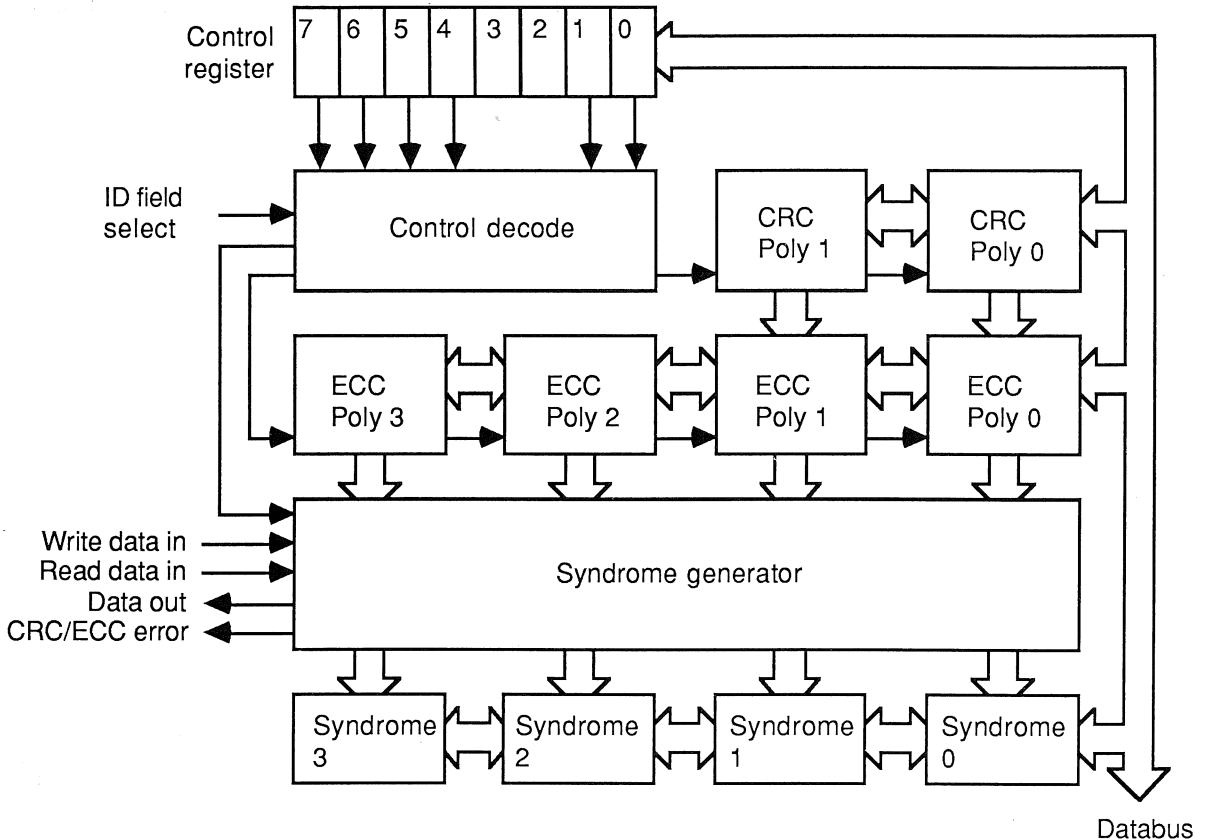 Control
register
7 6 5 4 3 2 1 0
ID field
select
Control decode
CRC
Poly 1
CRC
Poly 0
ECC
Poly 3
ECC
Poly 2
ECC
Poly 1
ECC
Poly 0
Write data in
Read data in
Data out
CRC/ECC error
Syndrome generator
Syndrome
3
Syndrome
2
Syndrome
1
Syndrome
0
Databus